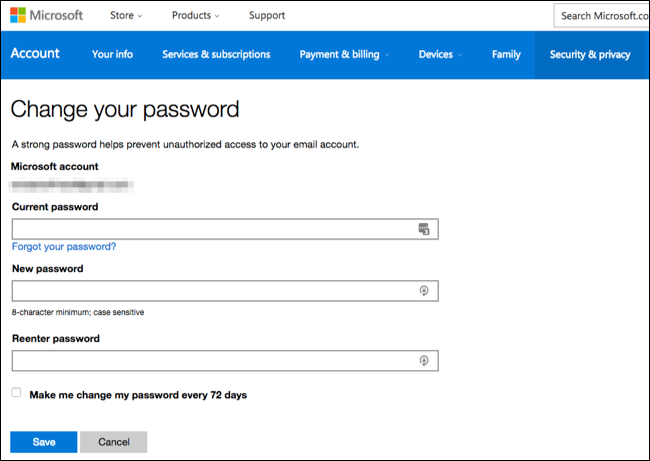 Microsoft Store Products Support Search Microsoft.co
Account Your info Services & subscriptions Payment & billing Devices Family Security & privacy
Change your password
A strong password helps prevent unauthorized access to your email account.
Microsoft account
Current password
Forgot your password?
New password
8-character minimum; case sensitive
Reenter password
Make me change my password every 72 days
Save Cancel